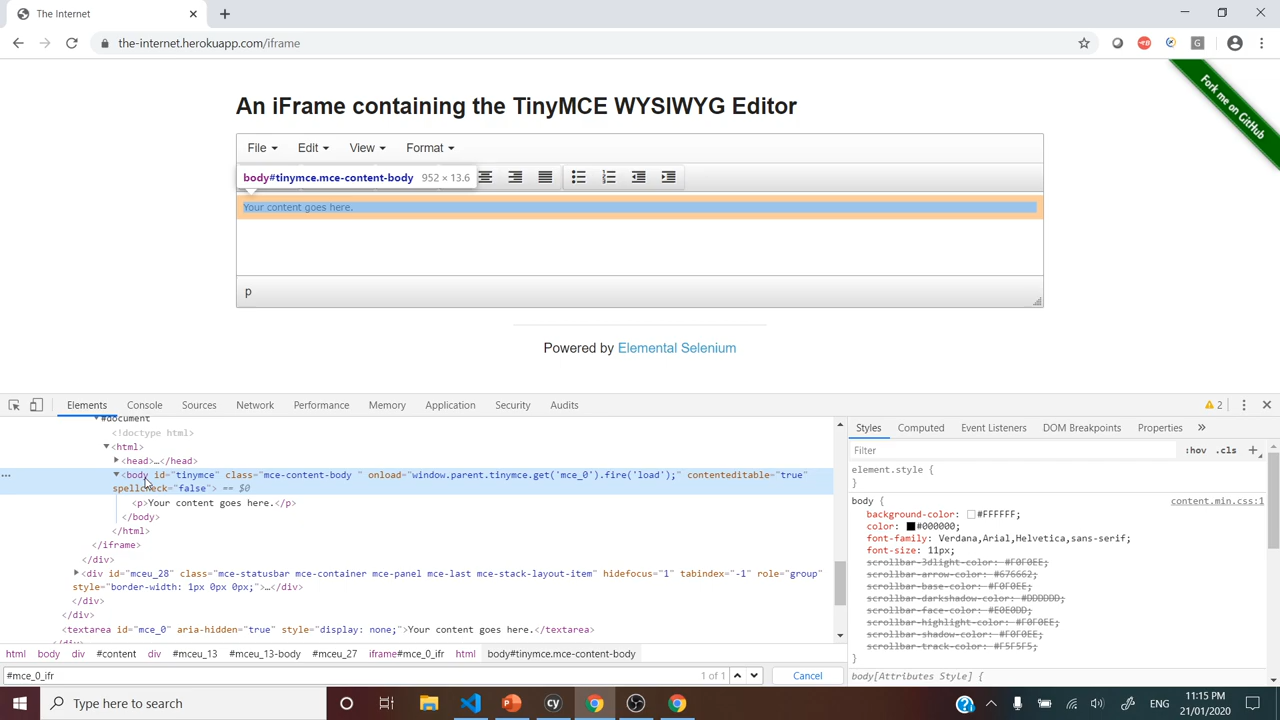 The Internet
the-internet.herokuapp.com/iframe
G
Fork me on GitHub
An iFrame containing the TinyMCE WYSIWYG Editor
File Edit View Format
body#tinymce.mce-content-body 952 × 13.6
Your content goes here.
p
Powered by Elemental Selenium
Elements Console Sources Network Performance Memory Application Security Audits 2
Styles Computed Event Listeners DOM Breakpoints Properties »
#document
<!doctype html>
<html>
<head>…</head>
<body id="tinymce" class="mce-content-body " onload="window.parent.tinymce.get('mce_0').fire('load');" contenteditable="true"
spellcheck="false"> == $0
<p>Your content goes here.</p>
</body>
</html>
</iframe>
</div>
<div id="mceu_28" class="mce-statusbar mce-container mce-panel mce-last mce-stack-layout-item" hidefocus="1" tabindex="-1" role="group"
style="border-width: 1px 0px 0px;">…</div>
</div>
</div>
<textarea id="mce_0" aria-hidden="true" style="display: none;">Your content goes here.</textarea>
html body div #content div #mceu_13 #mceu_13-body #mceu_27 iframe#mce_0_ifr html body#tinymce.mce-content-body
#mce_0_ifr 1 of 1 Cancel
Filter :hov .cls +
element.style {
}
body { content.min.css:1
background-color: #FFFFFF;
color: #000000;
font-family: Verdana,Arial,Helvetica,sans-serif;
font-size: 11px;
scrollbar-3dlight-color: #F0F0EE;
scrollbar-arrow-color: #676662;
scrollbar-base-color: #F0F0EE;
scrollbar-darkshadow-color: #DDDDDD;
scrollbar-face-color: #E0E0DD;
scrollbar-highlight-color: #F0F0EE;
scrollbar-shadow-color: #F0F0EE;
scrollbar-track-color: #F5F5F5;
}
body[Attributes Style] {
Type here to search
cy
ENG
11:15 PM
21/01/2020